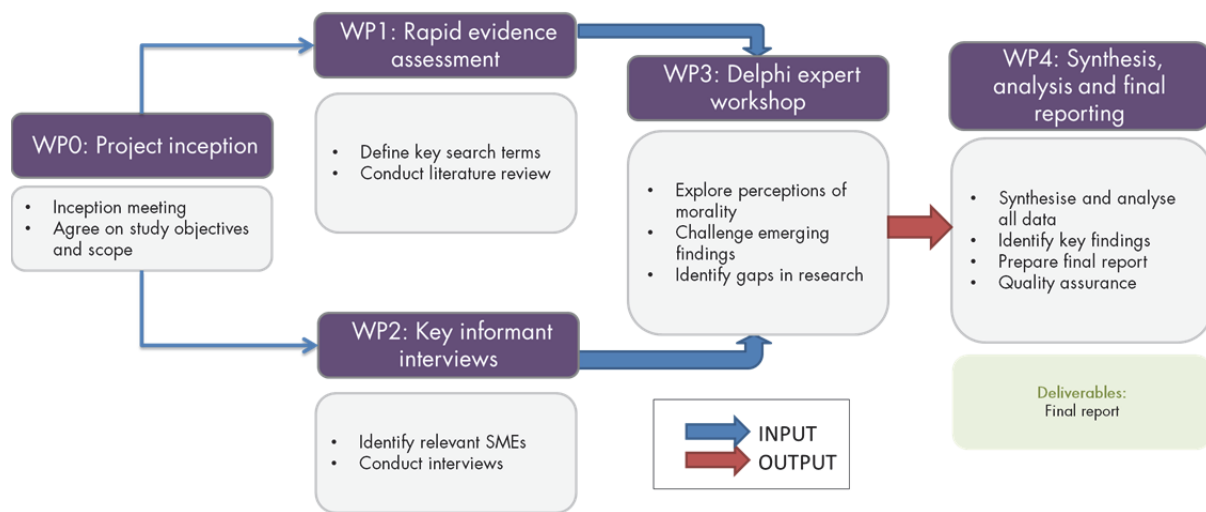 WP0: Project inception
• Inception meeting
• Agree on study objectives
and scope
WP1: Rapid evidence
assessment
• Define key search terms
• Conduct literature review
WP2: Key informant
interviews
• Identify relevant SMEs
• Conduct interviews
WP3: Delphi expert
workshop
• Explore perceptions of
morality
• Challenge emerging
findings
• Identify gaps in research
WP4: Synthesis,
analysis and final
reporting
• Synthesise and analyse
all data
• Identify key findings
• Prepare final report
• Quality assurance
Deliverables:
Final report
INPUT
OUTPUT